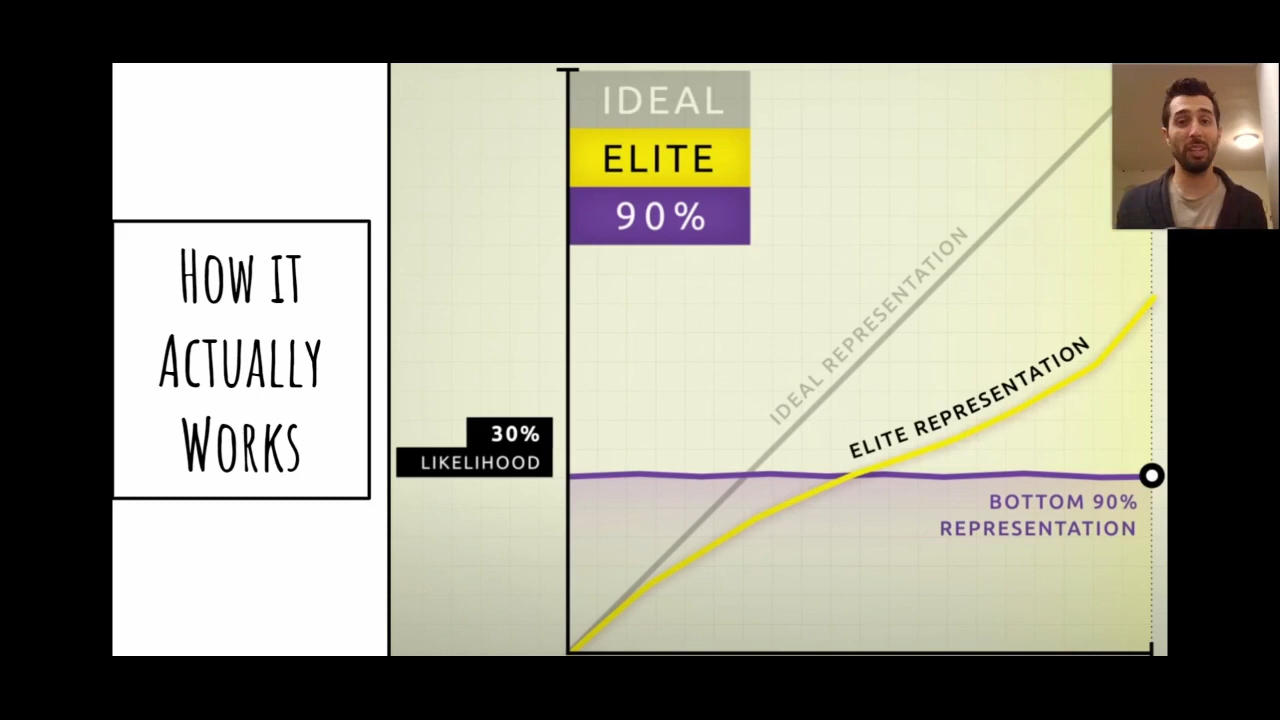 HOW IT
ACTUALLY
WORKS
IDEAL
ELITE
90%
IDEAL REPRESENTATION
ELITE REPRESENTATION
30%
LIKELIHOOD
BOTTOM 90%
REPRESENTATION